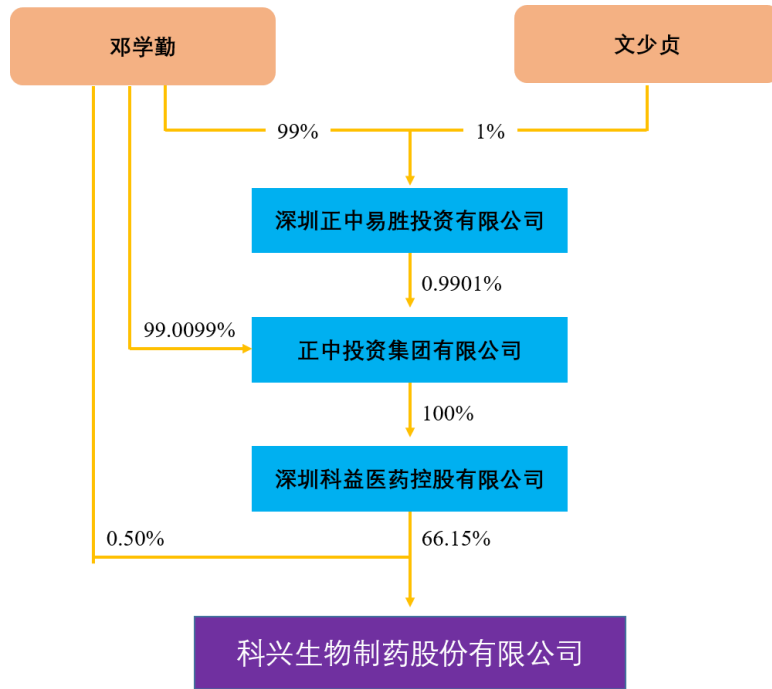 邓学勤
文少贞
99%
1%
深圳正中易胜投资有限公司
0.9901%
99.0099%
正中投资集团有限公司
100%
深圳科益医药控股有限公司
0.50%
66.15%
科兴生物制药股份有限公司